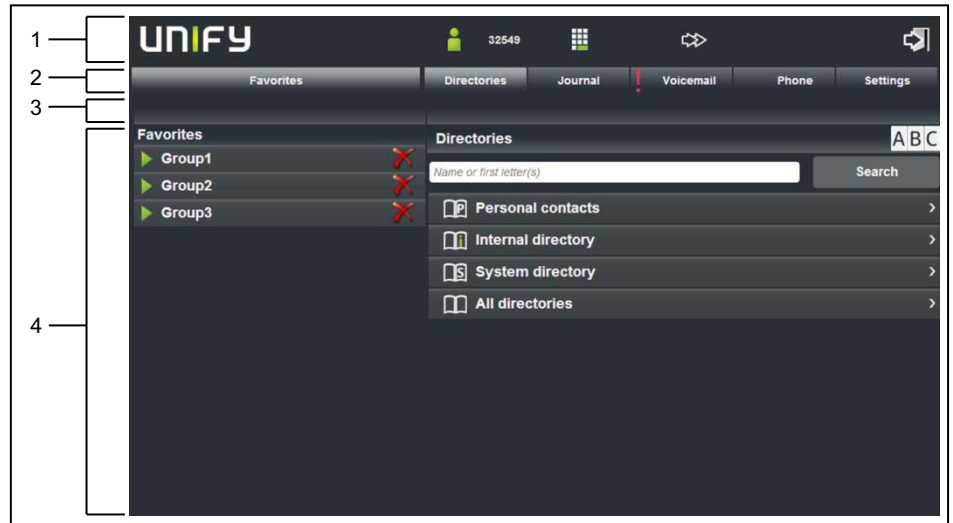 1
UNIFY
32549
2
Favorites
Directories
Journal
!
Voicemail
Phone
Settings
3
4
Favorites
Directories
ABC
Group1
Group2
Group3
Name or first letter(s)
Search
P Personal contacts
i Internal directory
S System directory
All directories